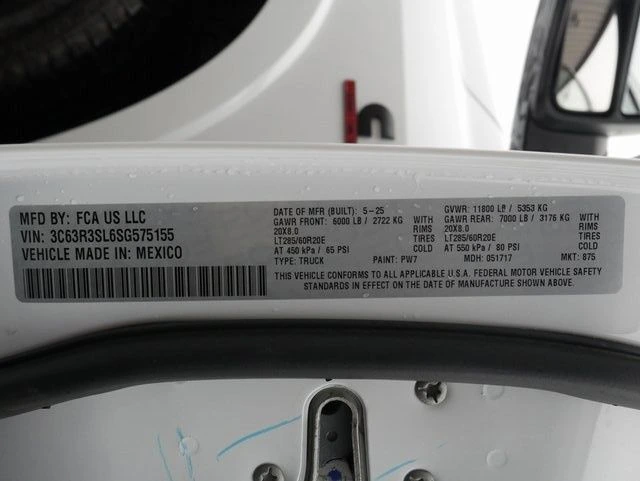 MFD BY: FCA US LLC
VIN: 3C63R3SL6SG575155
VEHICLE MADE IN: MEXICO
DATE OF MFR (BUILT): 5-25
GAWR FRONT: 6000 LB / 2722 KG WITH
20X8.0 RIMS
LT285/60R20E TIRES
AT 450 kPa / 65 PSI COLD
TYPE: TRUCK PAINT: PW7
GVWR: 11800 LB / 5353 KG
GAWR REAR: 7000 LB / 3176 KG WITH
20X8.0 RIMS
LT285/60R20E TIRES
AT 550 kPa / 80 PSI COLD
MDH: 051717 MKT: 875
THIS VEHICLE CONFORMS TO ALL APPLICABLE U.S.A. FEDERAL MOTOR VEHICLE SAFETY
STANDARDS IN EFFECT ON THE DATE OF MANUFACTURE SHOWN ABOVE.